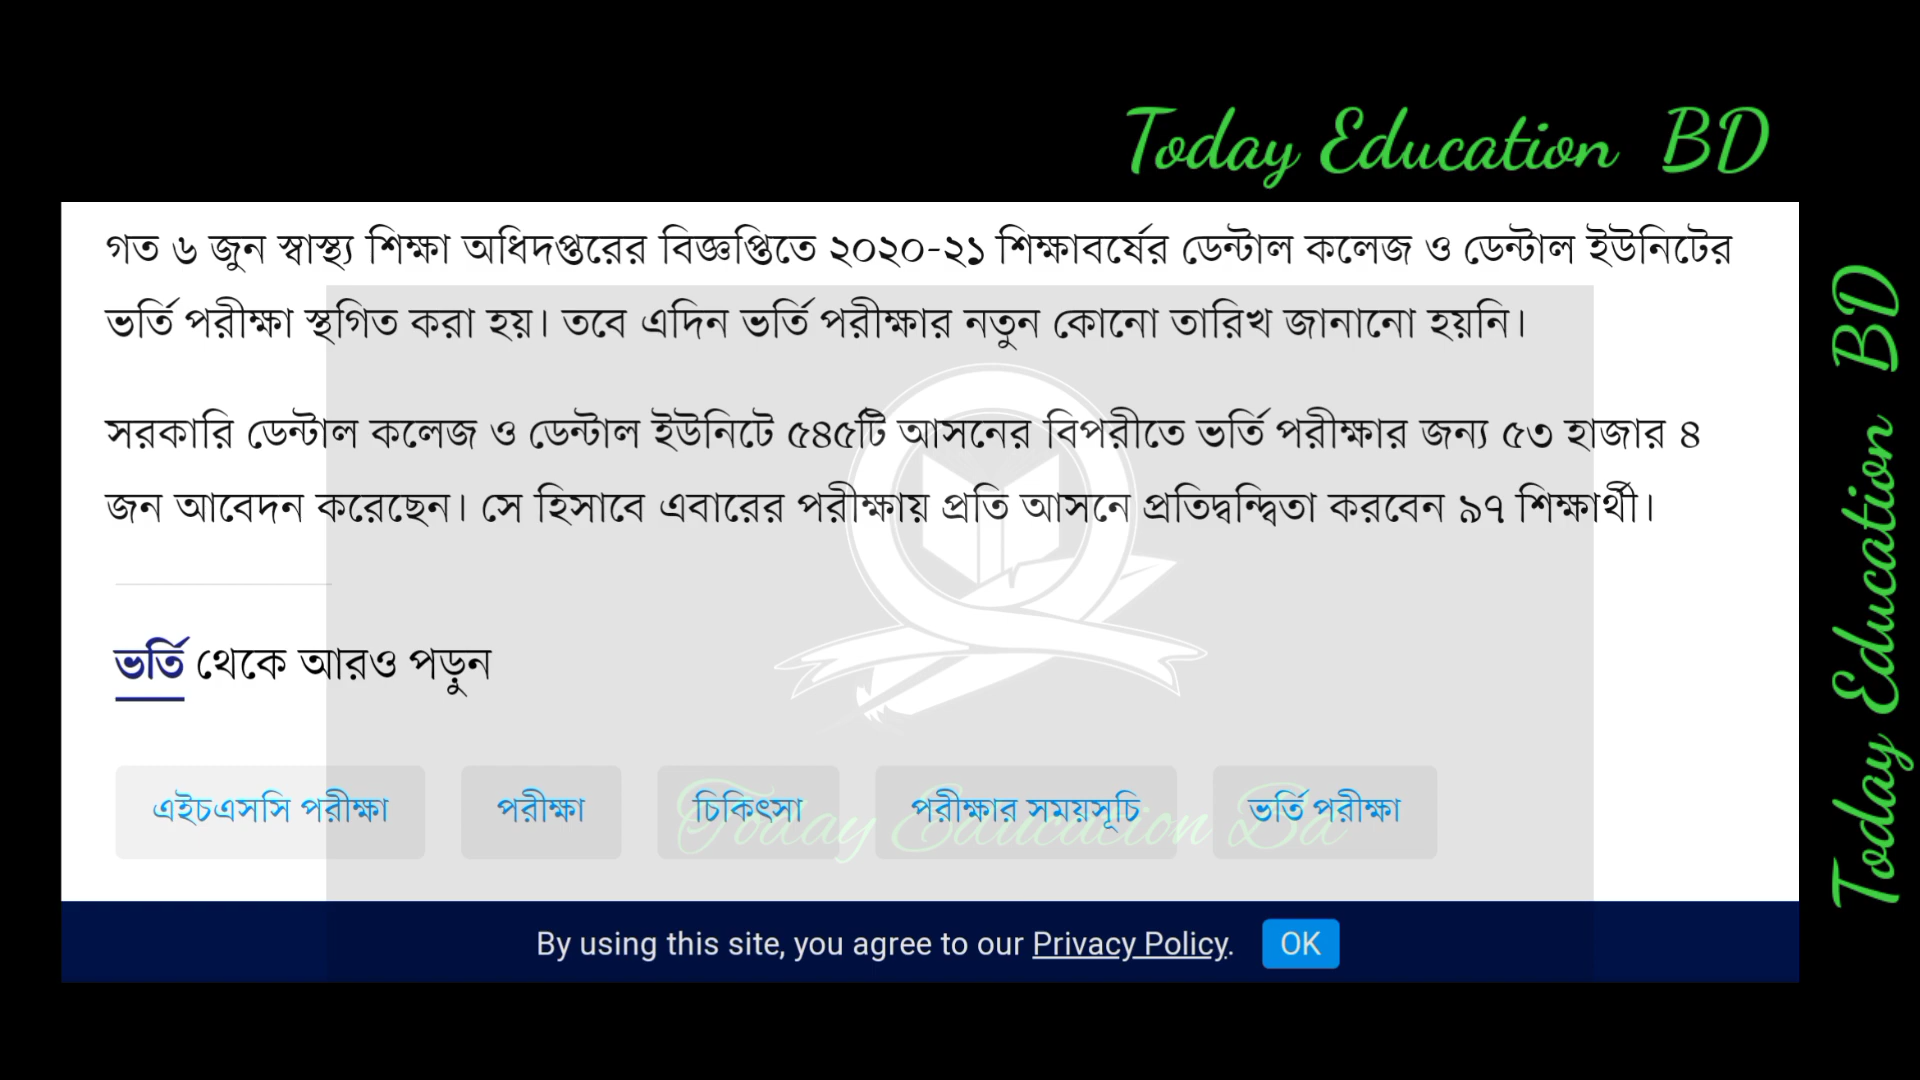 Today Education BD
গত ৬ জুন স্বাস্থ্য শিক্ষা অধিদপ্তরের বিজ্ঞপ্তিতে ২০২০-২১ শিক্ষাবর্ষের ডেন্টাল কলেজ ও ডেন্টাল ইউনিটের
ভর্তি পরীক্ষা স্থগিত করা হয়। তবে এদিন ভর্তি পরীক্ষার নতুন কোনো তারিখ জানানো হয়নি।
সরকারি ডেন্টাল কলেজ ও ডেন্টাল ইউনিটে ৫৪৫টি আসনের বিপরীতে ভর্তি পরীক্ষার জন্য ৫৩ হাজার ৪
জন আবেদন করেছেন। সে হিসাবে এবারের পরীক্ষায় প্রতি আসনে প্রতিদ্বন্দ্বিতা করবেন ৯৭ শিক্ষার্থী।
ভর্তি থেকে আরও পড়ুন
এইচএসসি পরীক্ষা পরীক্ষা চিকিৎসা পরীক্ষার সময়সূচি ভর্তি পরীক্ষা
Today Education Bd
By using this site, you agree to our Privacy Policy. OK
Today Education BD